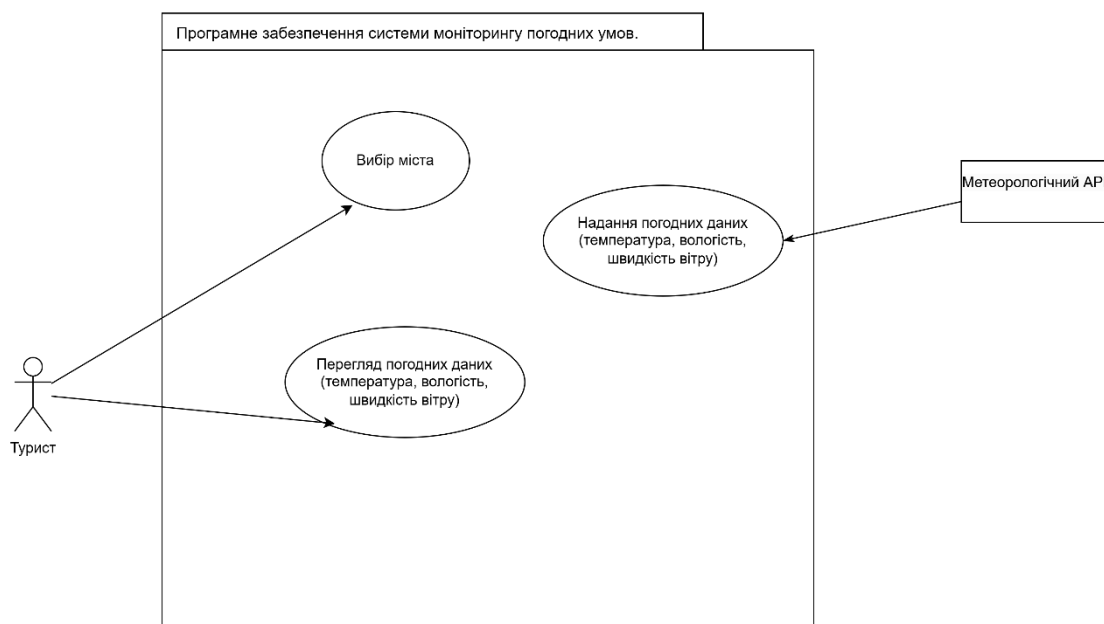 Програмне забезпечення системи моніторингу погодних умов.
Вибір міста
Метеорологічний AP
Надання погодних даних
(температура, вологість,
швидкість вітру)
Перегляд погодних даних
(температура, вологість,
швидкість вітру)
Турист